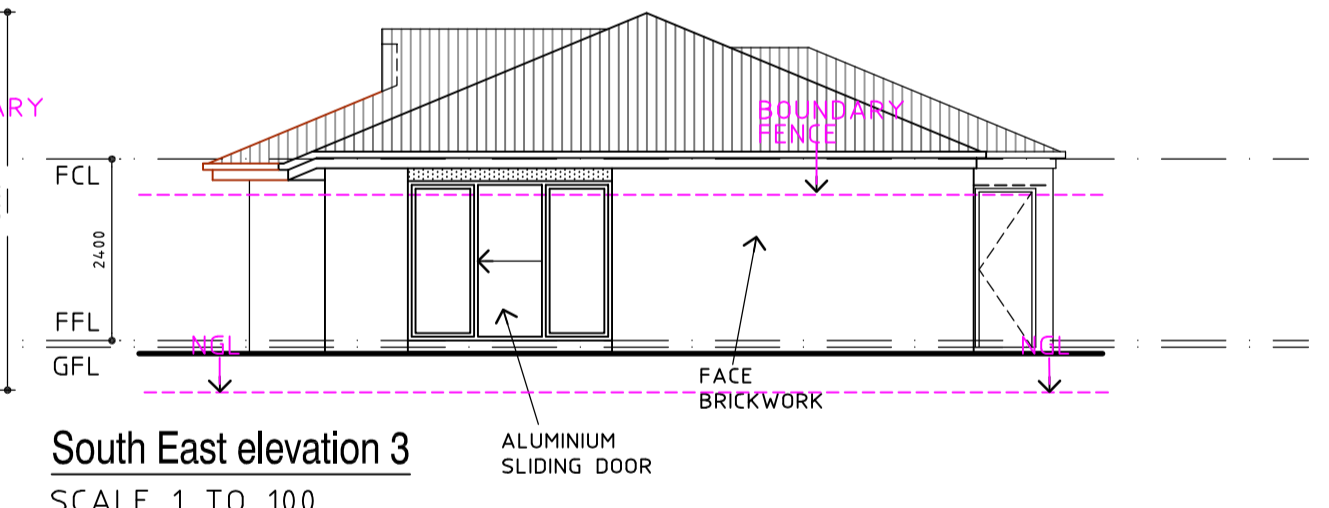 ARY
BOUNDARY
FENCE
FCL
2400
FFL
NGL
NGL
GFL
FACE
BRICKWORK
ALUMINIUM
SLIDING DOOR
South East elevation 3
SCALE 1 TO 100